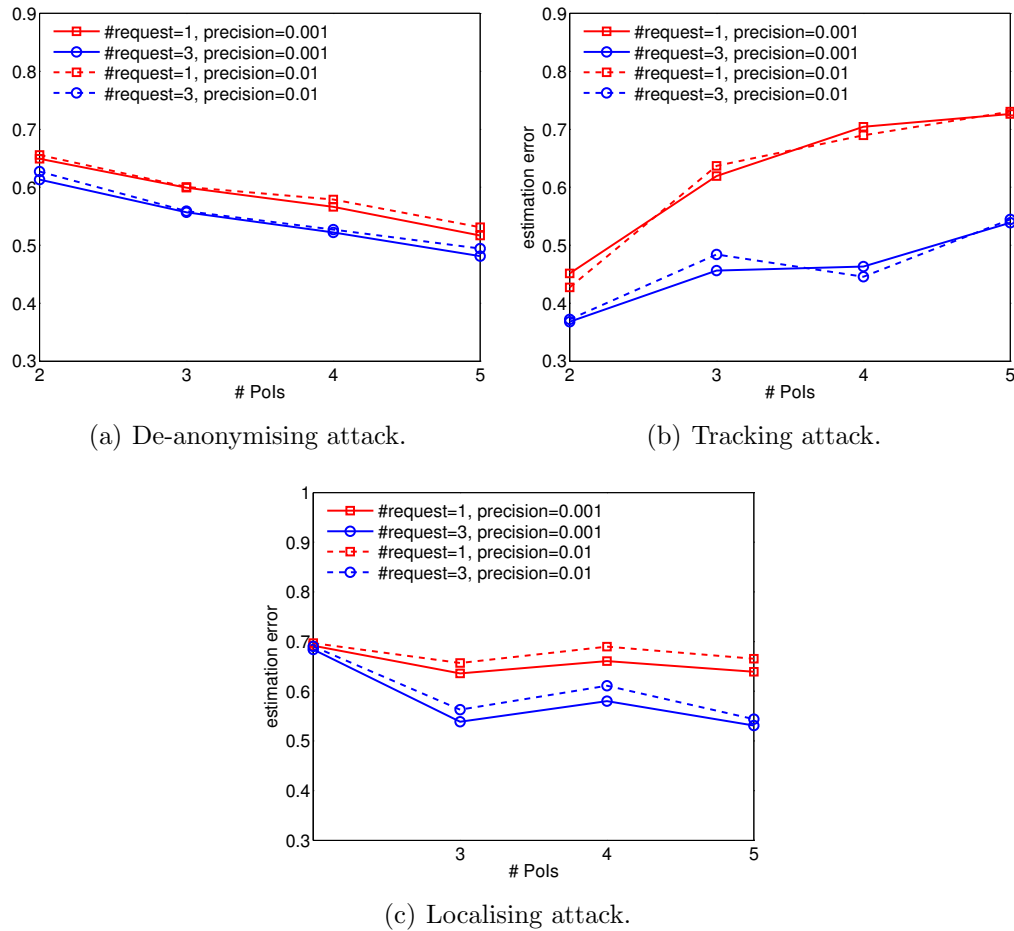 0.9
0.8
0.7
0.6
0.5
0.4
0.3
2 3 4 5
# PoIs
#request=1, precision=0.001
#request=3, precision=0.001
#request=1, precision=0.01
#request=3, precision=0.01
(a) De-anonymising attack.
0.9
0.8
0.7
0.6
0.5
0.4
0.3
estimation error
2 3 4 5
# PoIs
#request=1, precision=0.001
#request=3, precision=0.001
#request=1, precision=0.01
#request=3, precision=0.01
(b) Tracking attack.
1
0.9
0.8
0.7
0.6
0.5
0.4
0.3
estimation error
3 4 5
# PoIs
#request=1, precision=0.001
#request=3, precision=0.001
#request=1, precision=0.01
#request=3, precision=0.01
(c) Localising attack.